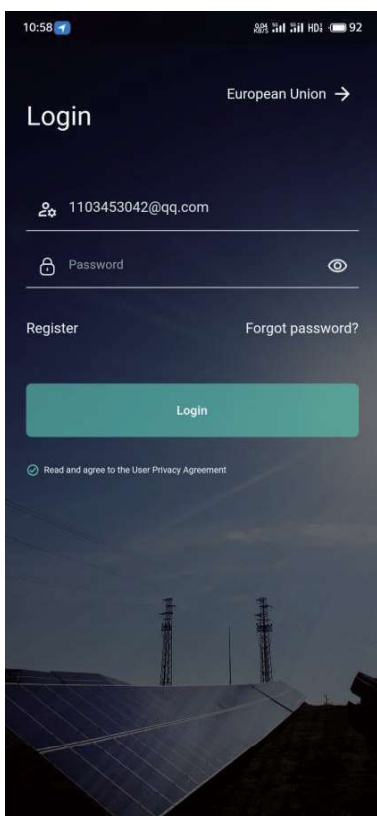 10:58
HD 92
European Union
Login
1103453042@qq.com
Password
Register
Forgot password?
Login
Read and agree to the User Privacy Agreement